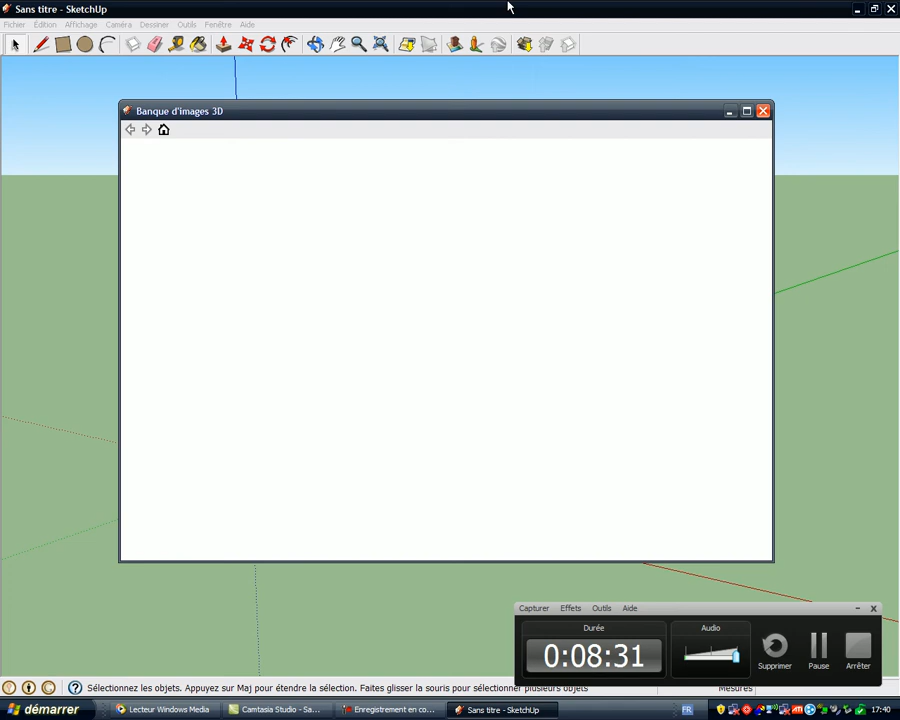 Sans titre - SketchUp
Fichier Édition Affichage Caméra Dessiner Outils Fenêtre Aide
Banque d'images 3D
Capturer Effets Outils Aide
Durée Audio
0:08:31
Supprimer Pause Arrêter
Sélectionnez les objets. Appuyez sur Maj pour étendre la sélection. Faites glisser la souris pour sélectionner plusieurs objets Mesures
démarrer Lecteur Windows Media Camtasia Studio - Sa... Enregistrement en co... Sans titre - SketchUp FR 17:40